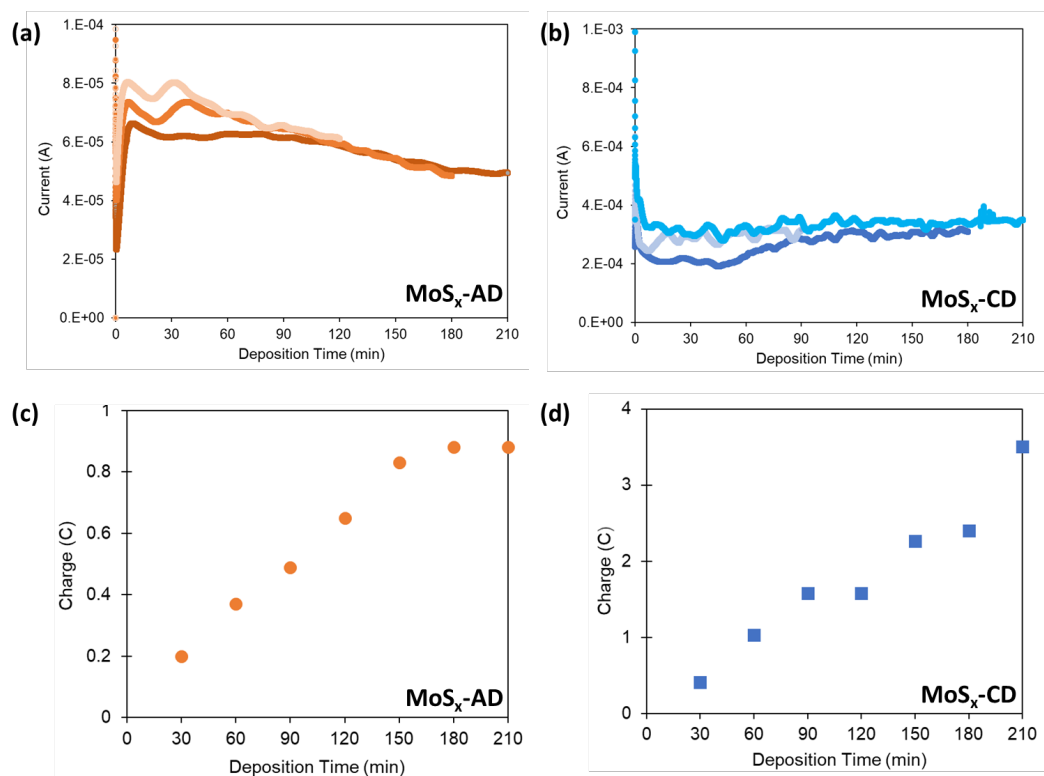 (a)
1.E-04
8.E-05
6.E-05
4.E-05
2.E-05
0.E+00
Current (A)
0 30 60 90 120 150 180 210
Deposition Time (min)
MoSx-AD
(b)
1.E-03
8.E-04
6.E-04
4.E-04
2.E-04
0.E+00
Current (A)
0 30 60 90 120 150 180 210
Deposition Time (min)
MoSx-CD
(c)
1
0.8
0.6
0.4
0.2
0
Charge (C)
0 30 60 90 120 150 180 210
Deposition Time (min)
MoSx-AD
(d)
4
3
2
1
0
Charge (C)
0 30 60 90 120 150 180 210
Deposition Time (min)
MoSx-CD